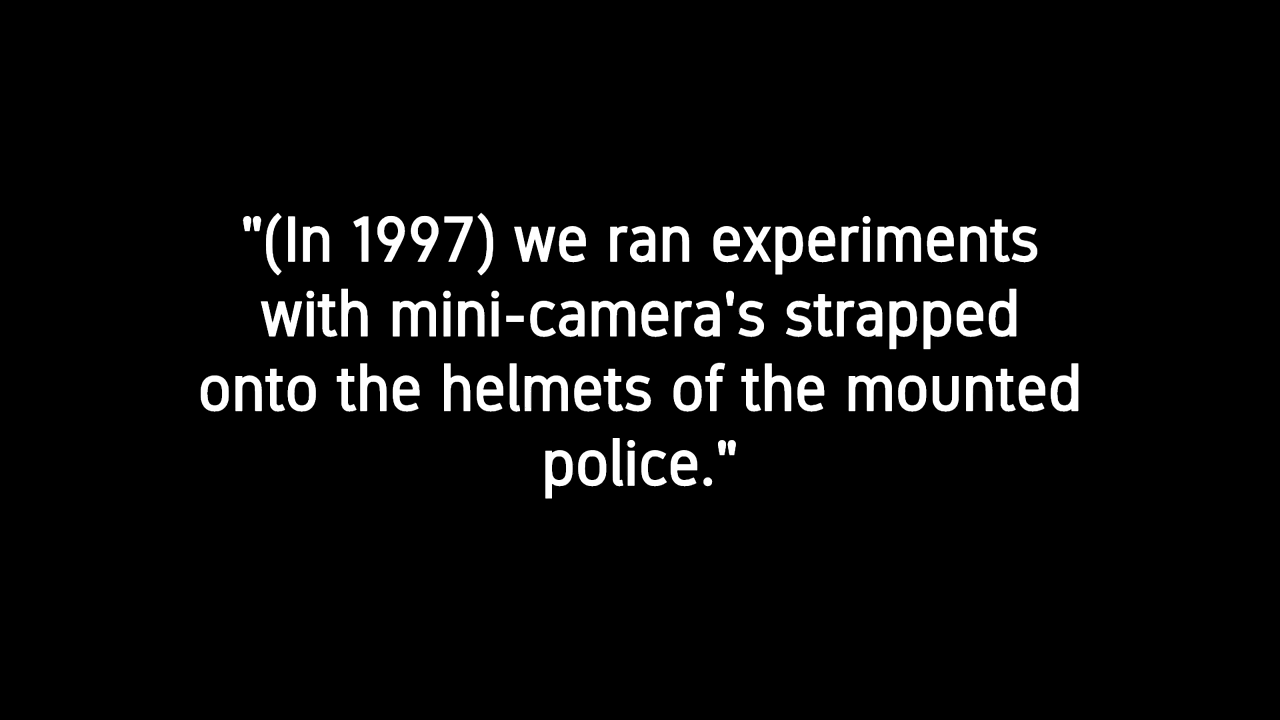 "(In 1997) we ran experiments
with mini-camera's strapped
onto the helmets of the mounted
police."